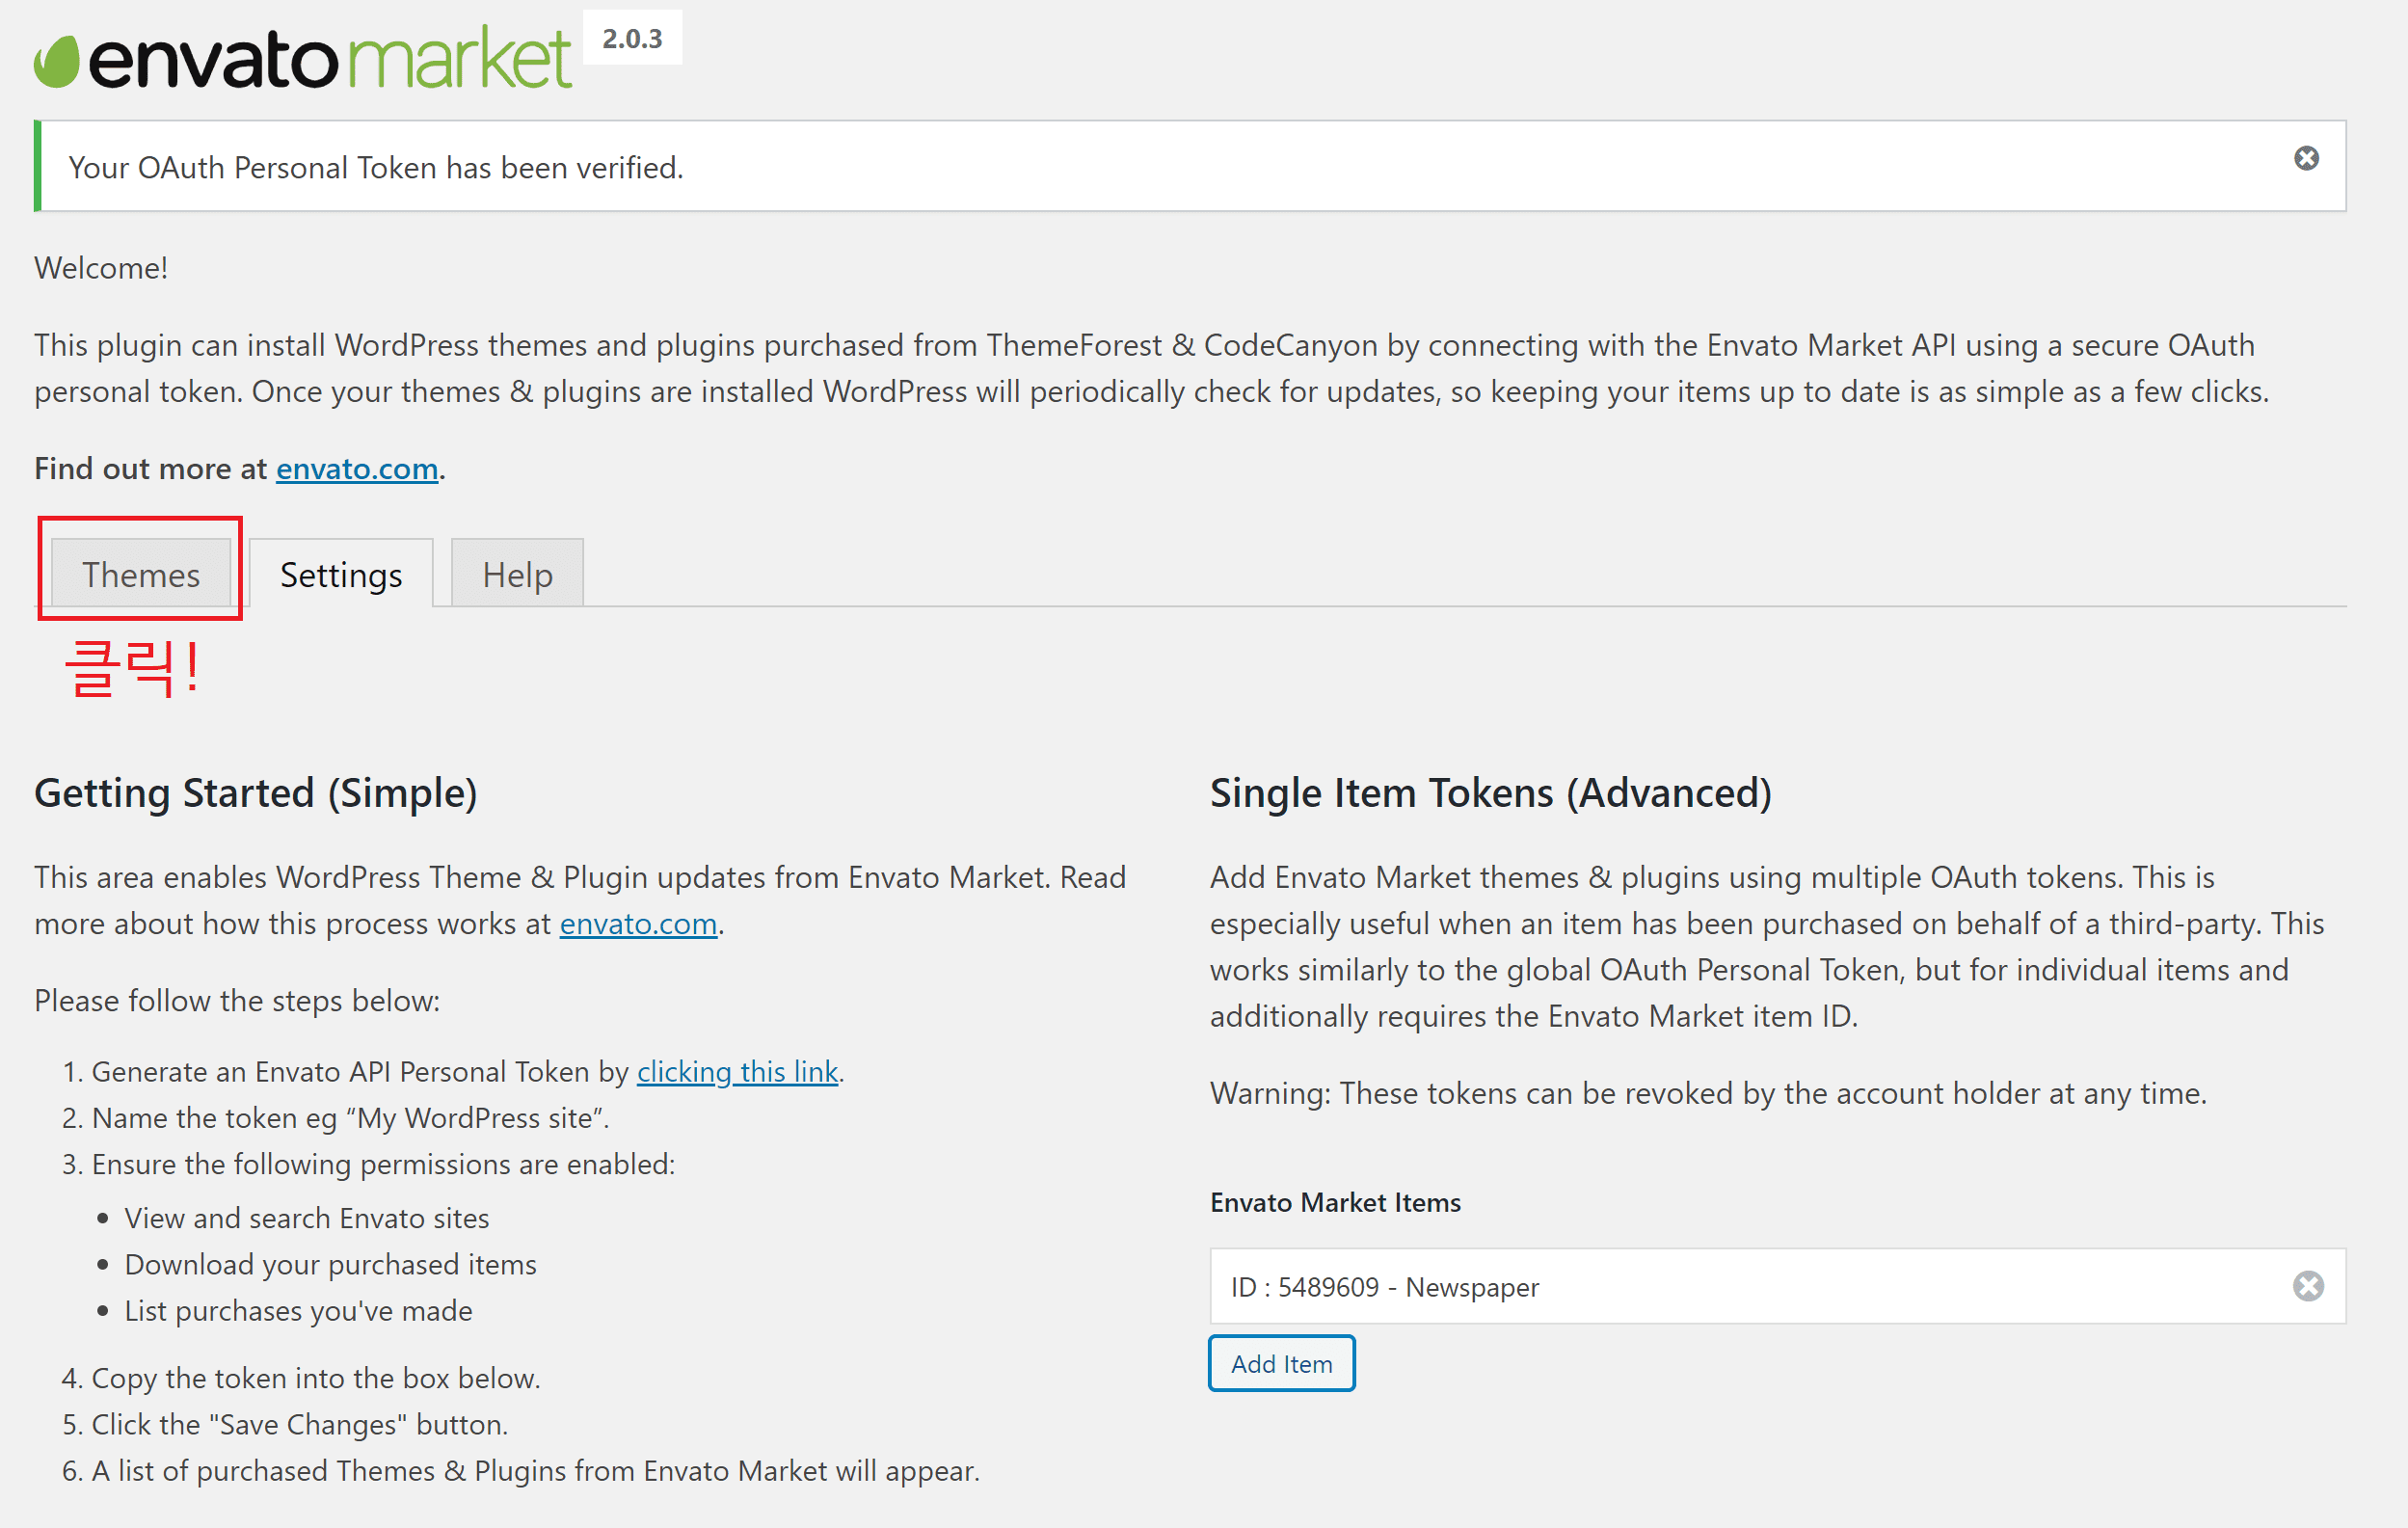 envato market 2.0.3
Your OAuth Personal Token has been verified.
Welcome!
This plugin can install WordPress themes and plugins purchased from ThemeForest & CodeCanyon by connecting with the Envato Market API using a secure OAuth
personal token. Once your themes & plugins are installed WordPress will periodically check for updates, so keeping your items up to date is as simple as a few clicks.
Find out more at envato.com.
Themes Settings Help
클릭!
Getting Started (Simple)
This area enables WordPress Theme & Plugin updates from Envato Market. Read
more about how this process works at envato.com.
Please follow the steps below:
1. Generate an Envato API Personal Token by clicking this link.
2. Name the token eg “My WordPress site”.
3. Ensure the following permissions are enabled:
• View and search Envato sites
• Download your purchased items
• List purchases you've made
4. Copy the token into the box below.
5. Click the "Save Changes" button.
6. A list of purchased Themes & Plugins from Envato Market will appear.
Single Item Tokens (Advanced)
Add Envato Market themes & plugins using multiple OAuth tokens. This is
especially useful when an item has been purchased on behalf of a third-party. This
works similarly to the global OAuth Personal Token, but for individual items and
additionally requires the Envato Market item ID.
Warning: These tokens can be revoked by the account holder at any time.
Envato Market Items
ID : 5489609 - Newspaper
Add Item